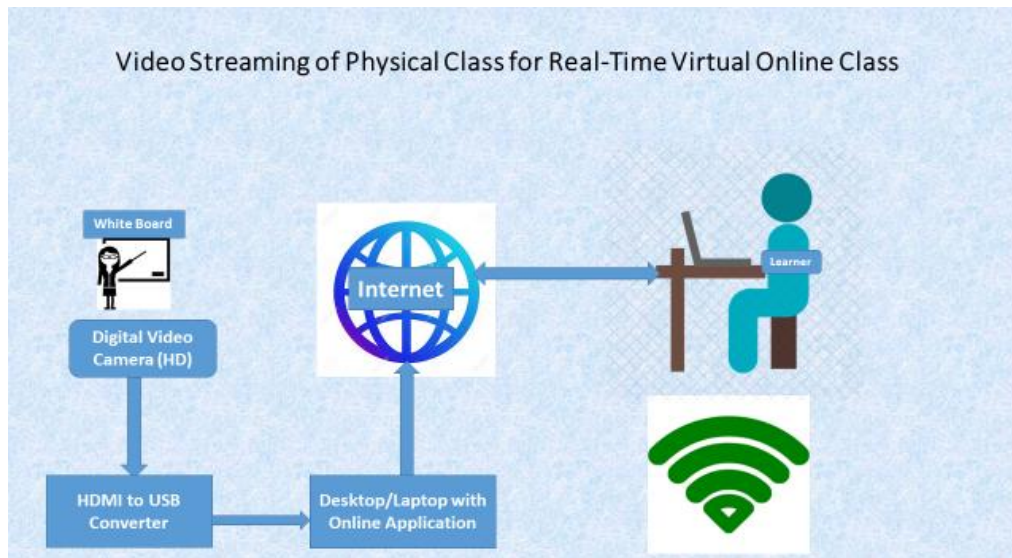 Video Streaming of Physical Class for Real-Time Virtual Online Class
White Board
Digital Video
Camera (HD)
HDMI to USB
Converter
Desktop/Laptop with
Online Application
Internet
Learner